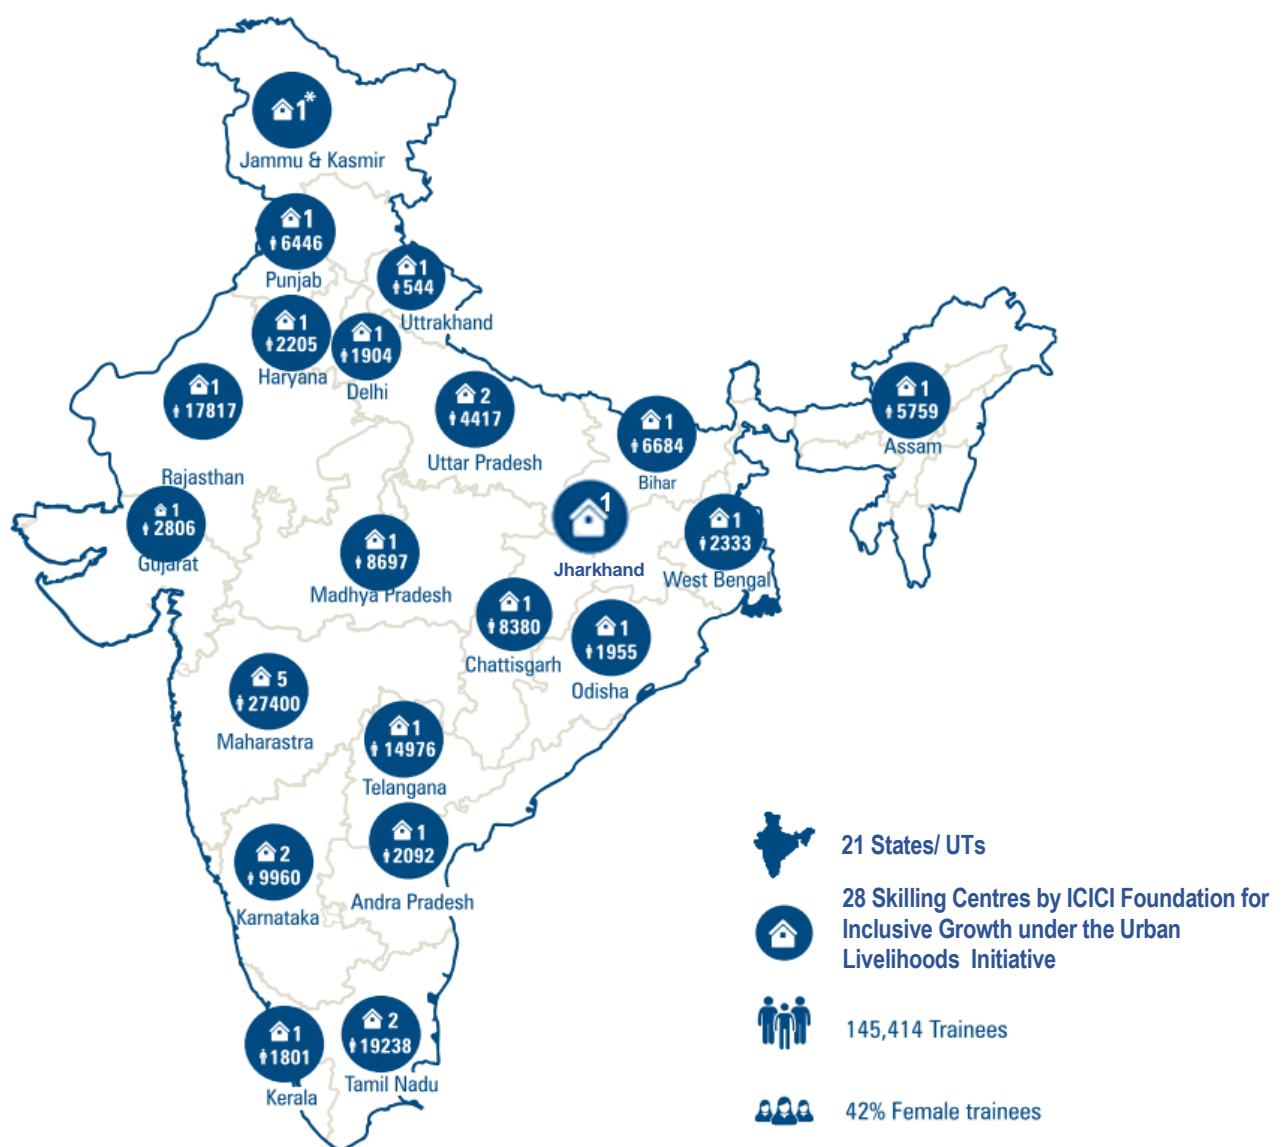 1*
Jammu & Kasmir
1
6446
Punjab
1
544
Uttrakhand
1
2205
Haryana
1
1904
Delhi
1
17817
Rajasthan
2
4417
Uttar Pradesh
1
6684
Bihar
1
5759
Assam
1
2806
Gujarat
1
8697
Madhya Pradesh
1
Jharkhand
1
2333
West Bengal
1
8380
Chattisgarh
1
1955
Odisha
5
27400
Maharastra
1
14976
Telangana
1
2092
Andra Pradesh
2
9960
Karnataka
1
1801
Kerala
2
19238
Tamil Nadu
21 States/ UTs
28 Skilling Centres by ICICI Foundation for
Inclusive Growth under the Urban
Livelihoods Initiative
145,414 Trainees
42% Female trainees